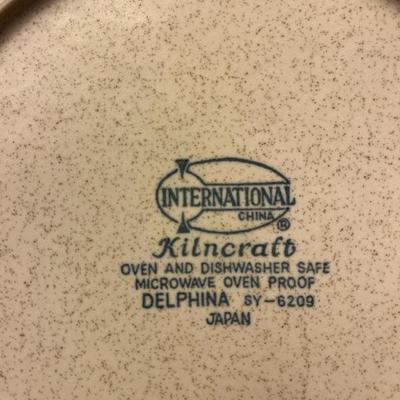 INTERNATIONAL
CHINA ®
Kilncraft
OVEN AND DISHWASHER SAFE
MICROWAVE OVEN PROOF
DELPHINA SY-6209
JAPAN